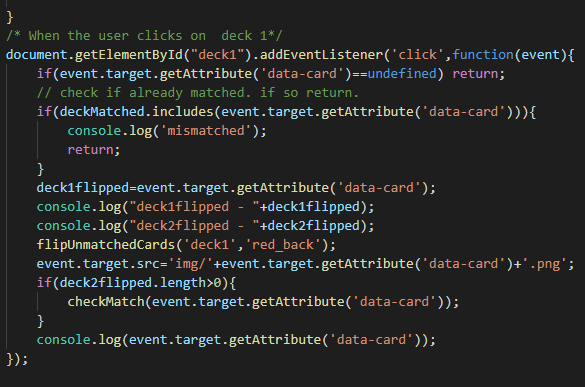 }
/* When the user clicks on  deck 1*/
document.getElementById("deck1").addEventListener('click',function(event){
    if(event.target.getAttribute('data-card')==undefined) return;
    // check if already matched. if so return.
    if(deckMatched.includes(event.target.getAttribute('data-card'))){
        console.log('mismatched');
        return;
    }
    deck1flipped=event.target.getAttribute('data-card');
    console.log("deck1flipped - "+deck1flipped);
    console.log("deck2flipped - "+deck2flipped);
    flipUnmatchedCards('deck1','red_back');
    event.target.src='img/'+event.target.getAttribute('data-card')+'.png';
    if(deck2flipped.length>0){
        checkMatch(event.target.getAttribute('data-card'));
    }
    console.log(event.target.getAttribute('data-card'));
});